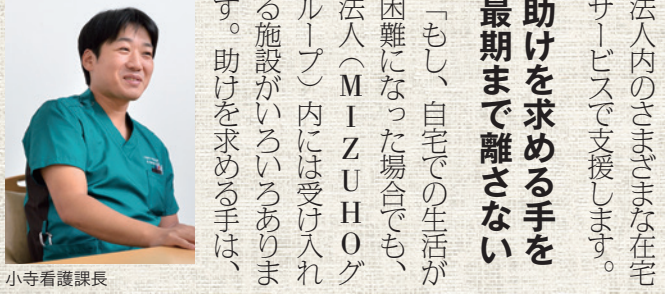 法人内のさまざまな在宅
サービスで支援します。
助けを求める手を
最期まで離さない
「もし、自宅での生活が
困難になった場合でも、
法人（ＭＩＺＵＨＯグ
ループ）内には受け入れ
る施設がいろいろありま
す。助けを求める手は、
小寺看護課長